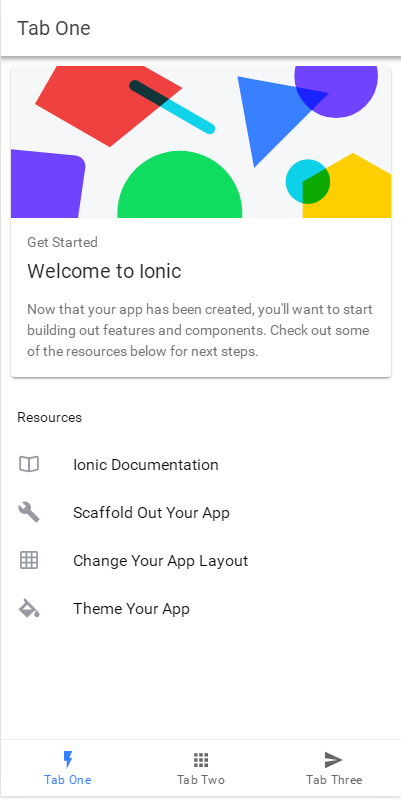 Tab One
Get Started
Welcome to Ionic
Now that your app has been created, you'll want to start
building out features and components. Check out some
of the resources below for next steps.
Resources
Ionic Documentation
Scaffold Out Your App
Change Your App Layout
Theme Your App
Tab One
Tab Two
Tab Three